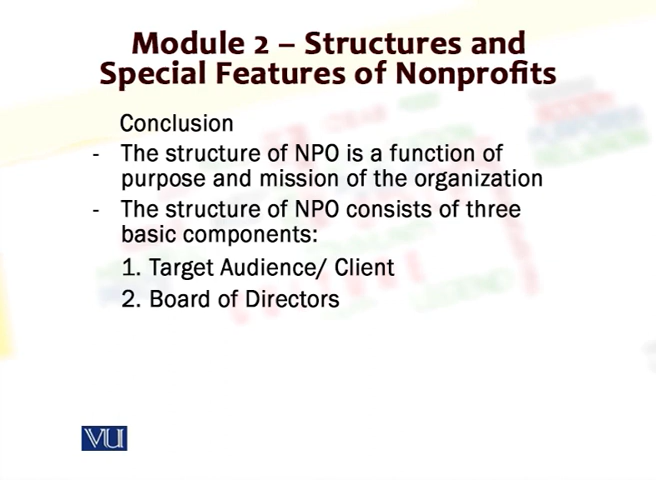 Module 2 – Structures and
Special Features of Nonprofits
Conclusion
- The structure of NPO is a function of
purpose and mission of the organization
- The structure of NPO consists of three
basic components:
1. Target Audience/ Client
2. Board of Directors
VU